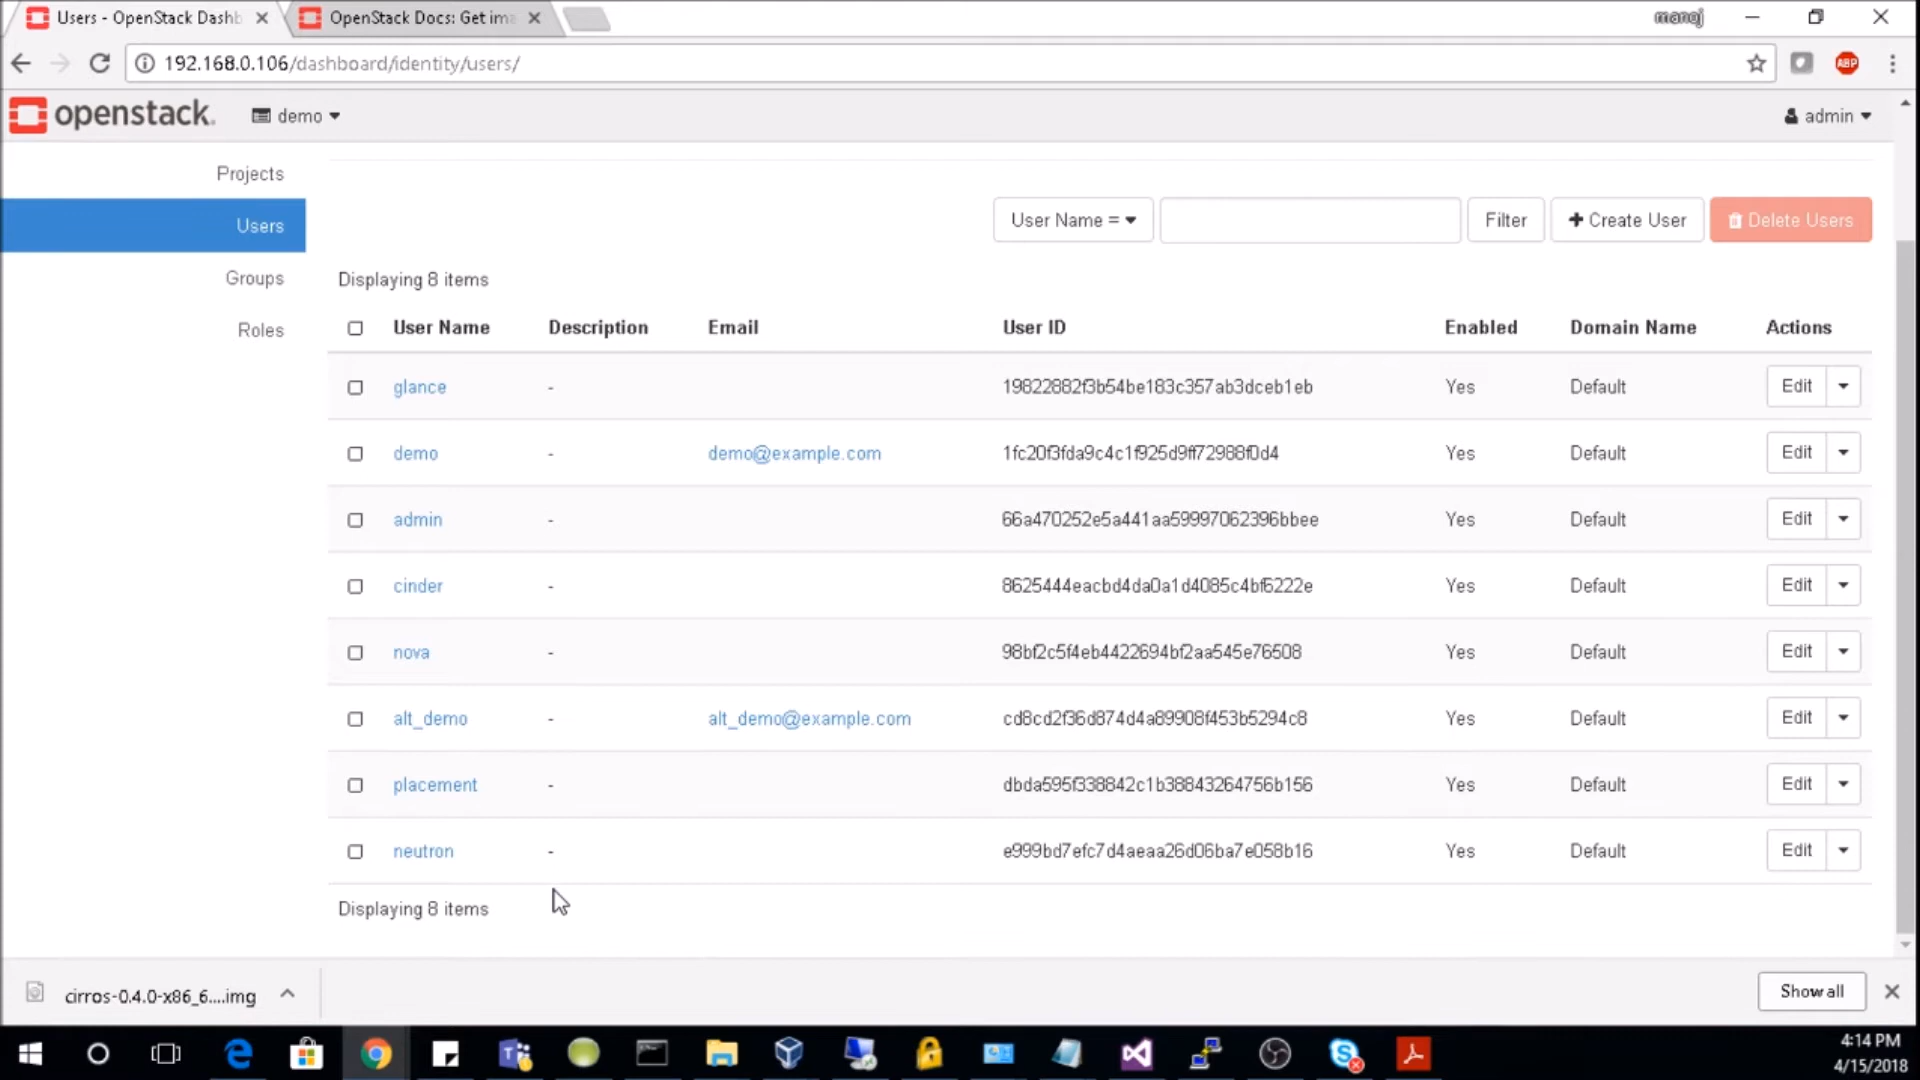 Users - OpenStack Dashb
OpenStack Docs: Get ima
manoj
192.168.0.106/dashboard/identity/users/
ABP
openstack.
demo
admin
Projects
Users
Groups
Roles
User Name =
Filter
Create User
Delete Users
Displaying 8 items
User Name Description Email User ID Enabled Domain Name Actions
glance - 19822882f3b54be183c357ab3dceb1eb Yes Default Edit
demo - demo@example.com 1fc20f3fda9c4c1f925d9ff72988f0d4 Yes Default Edit
admin - 66a470252e5a441aa59997062396bbee Yes Default Edit
cinder - 8625444eacbd4da0a1d4085c4bf6222e Yes Default Edit
nova - 98bf2c5f4eb4422694bf2aa545e76508 Yes Default Edit
alt_demo - alt_demo@example.com cd8cd2f36d874d4a89908f453b5294c8 Yes Default Edit
placement - dbda595f338842c1b38843264756b156 Yes Default Edit
neutron - e999bd7efc7d4aeaa26d06ba7e058b16 Yes Default Edit
Displaying 8 items
cirros-0.4.0-x86_6....img
Show all
4:14 PM
4/15/2018